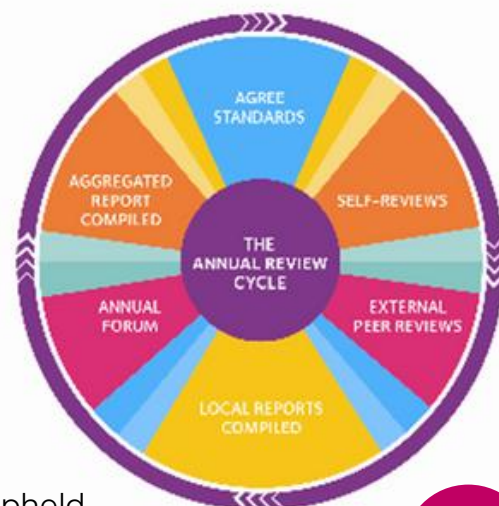 AGREE
STANDARDS
SELF-REVIEWS
EXTERNAL
PEER REVIEWS
LOCAL REPORTS
COMPILED
ANNUAL
FORUM
AGGREGATED
REPORT
COMPILED
THE
ANNUAL REVIEW
CYCLE